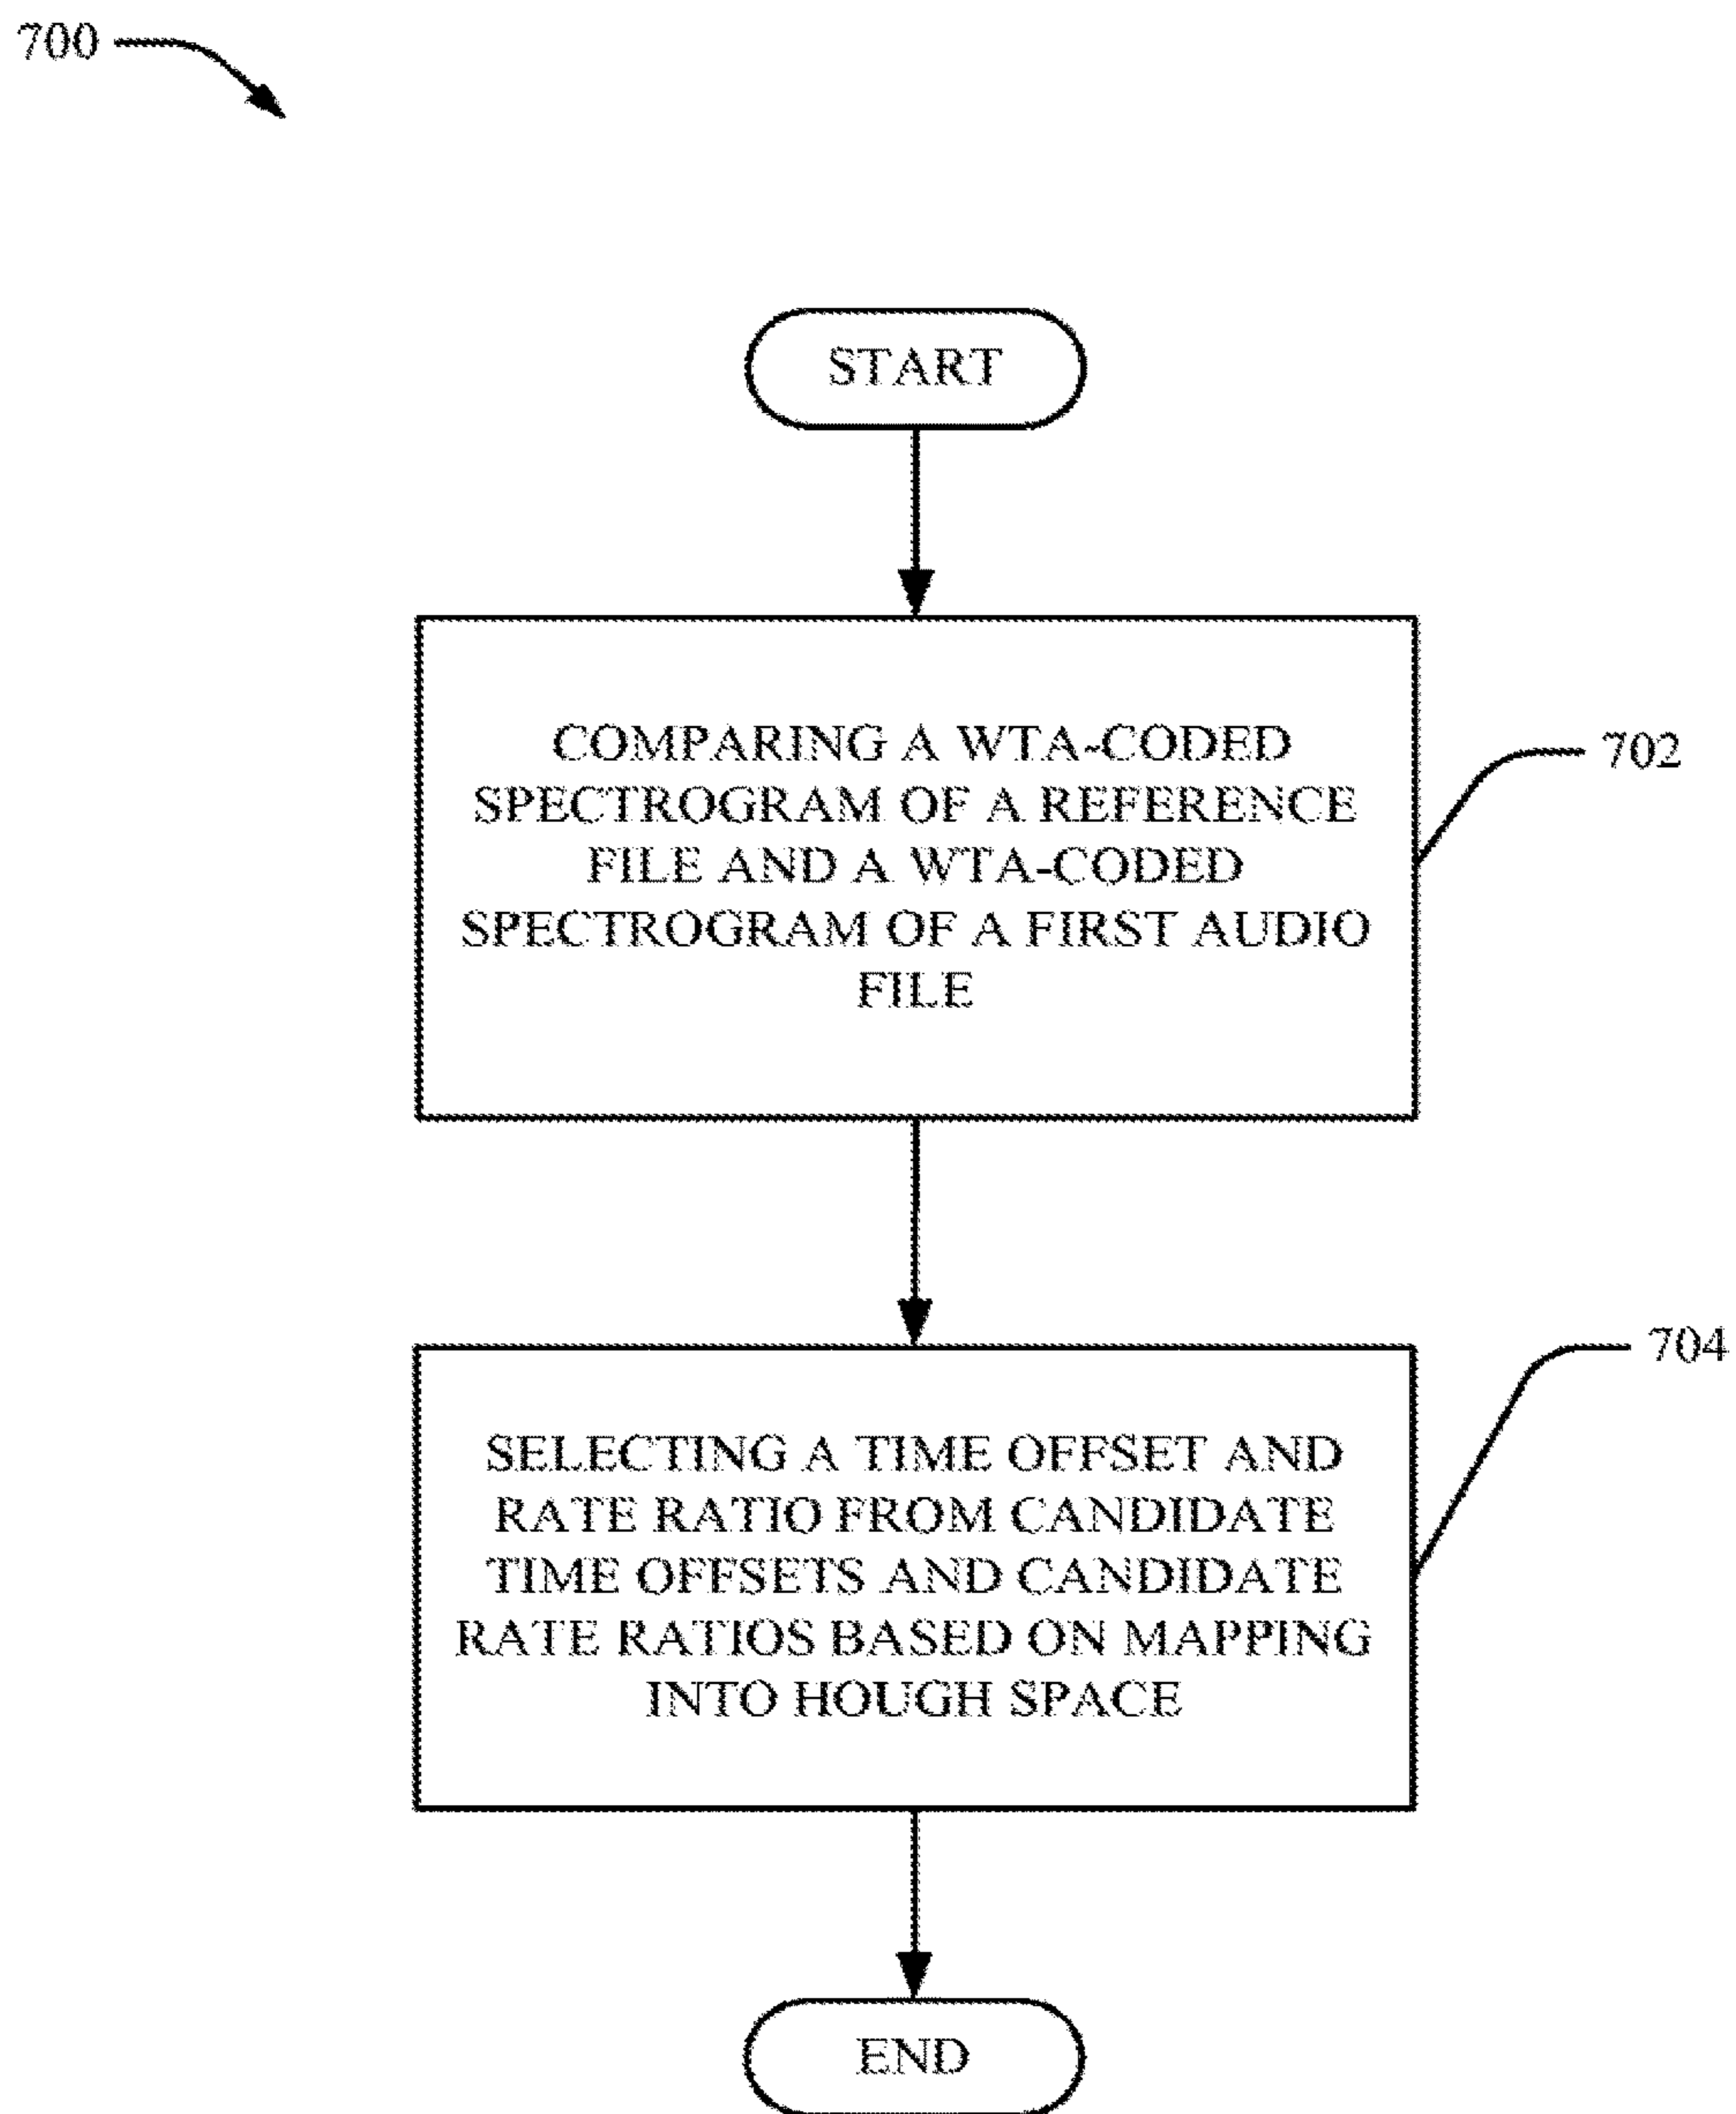 700
START
COMPARING A WTA-CODED
SPECTROGRAM OF A REFERENCE
FILE AND A WTA-CODED
SPECTROGRAM OF A FIRST AUDIO
FILE
702
SELECTING A TIME OFFSET AND
RATE RATIO FROM CANDIDATE
TIME OFFSETS AND CANDIDATE
RATE RATIOS BASED ON MAPPING
INTO HOUGH SPACE
704
END